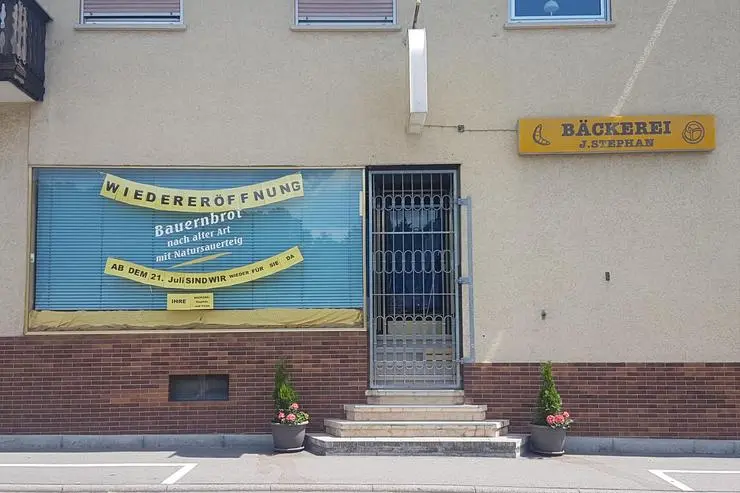 WIEDERERÖFFNUNG
Bauernbrot
nach alter Art
mit Natursauerteig
AB DEM 21. Juli SIND WIR WIEDER FÜR SIE DA
IHRE
BÄCKEREI
J. STEPHAN